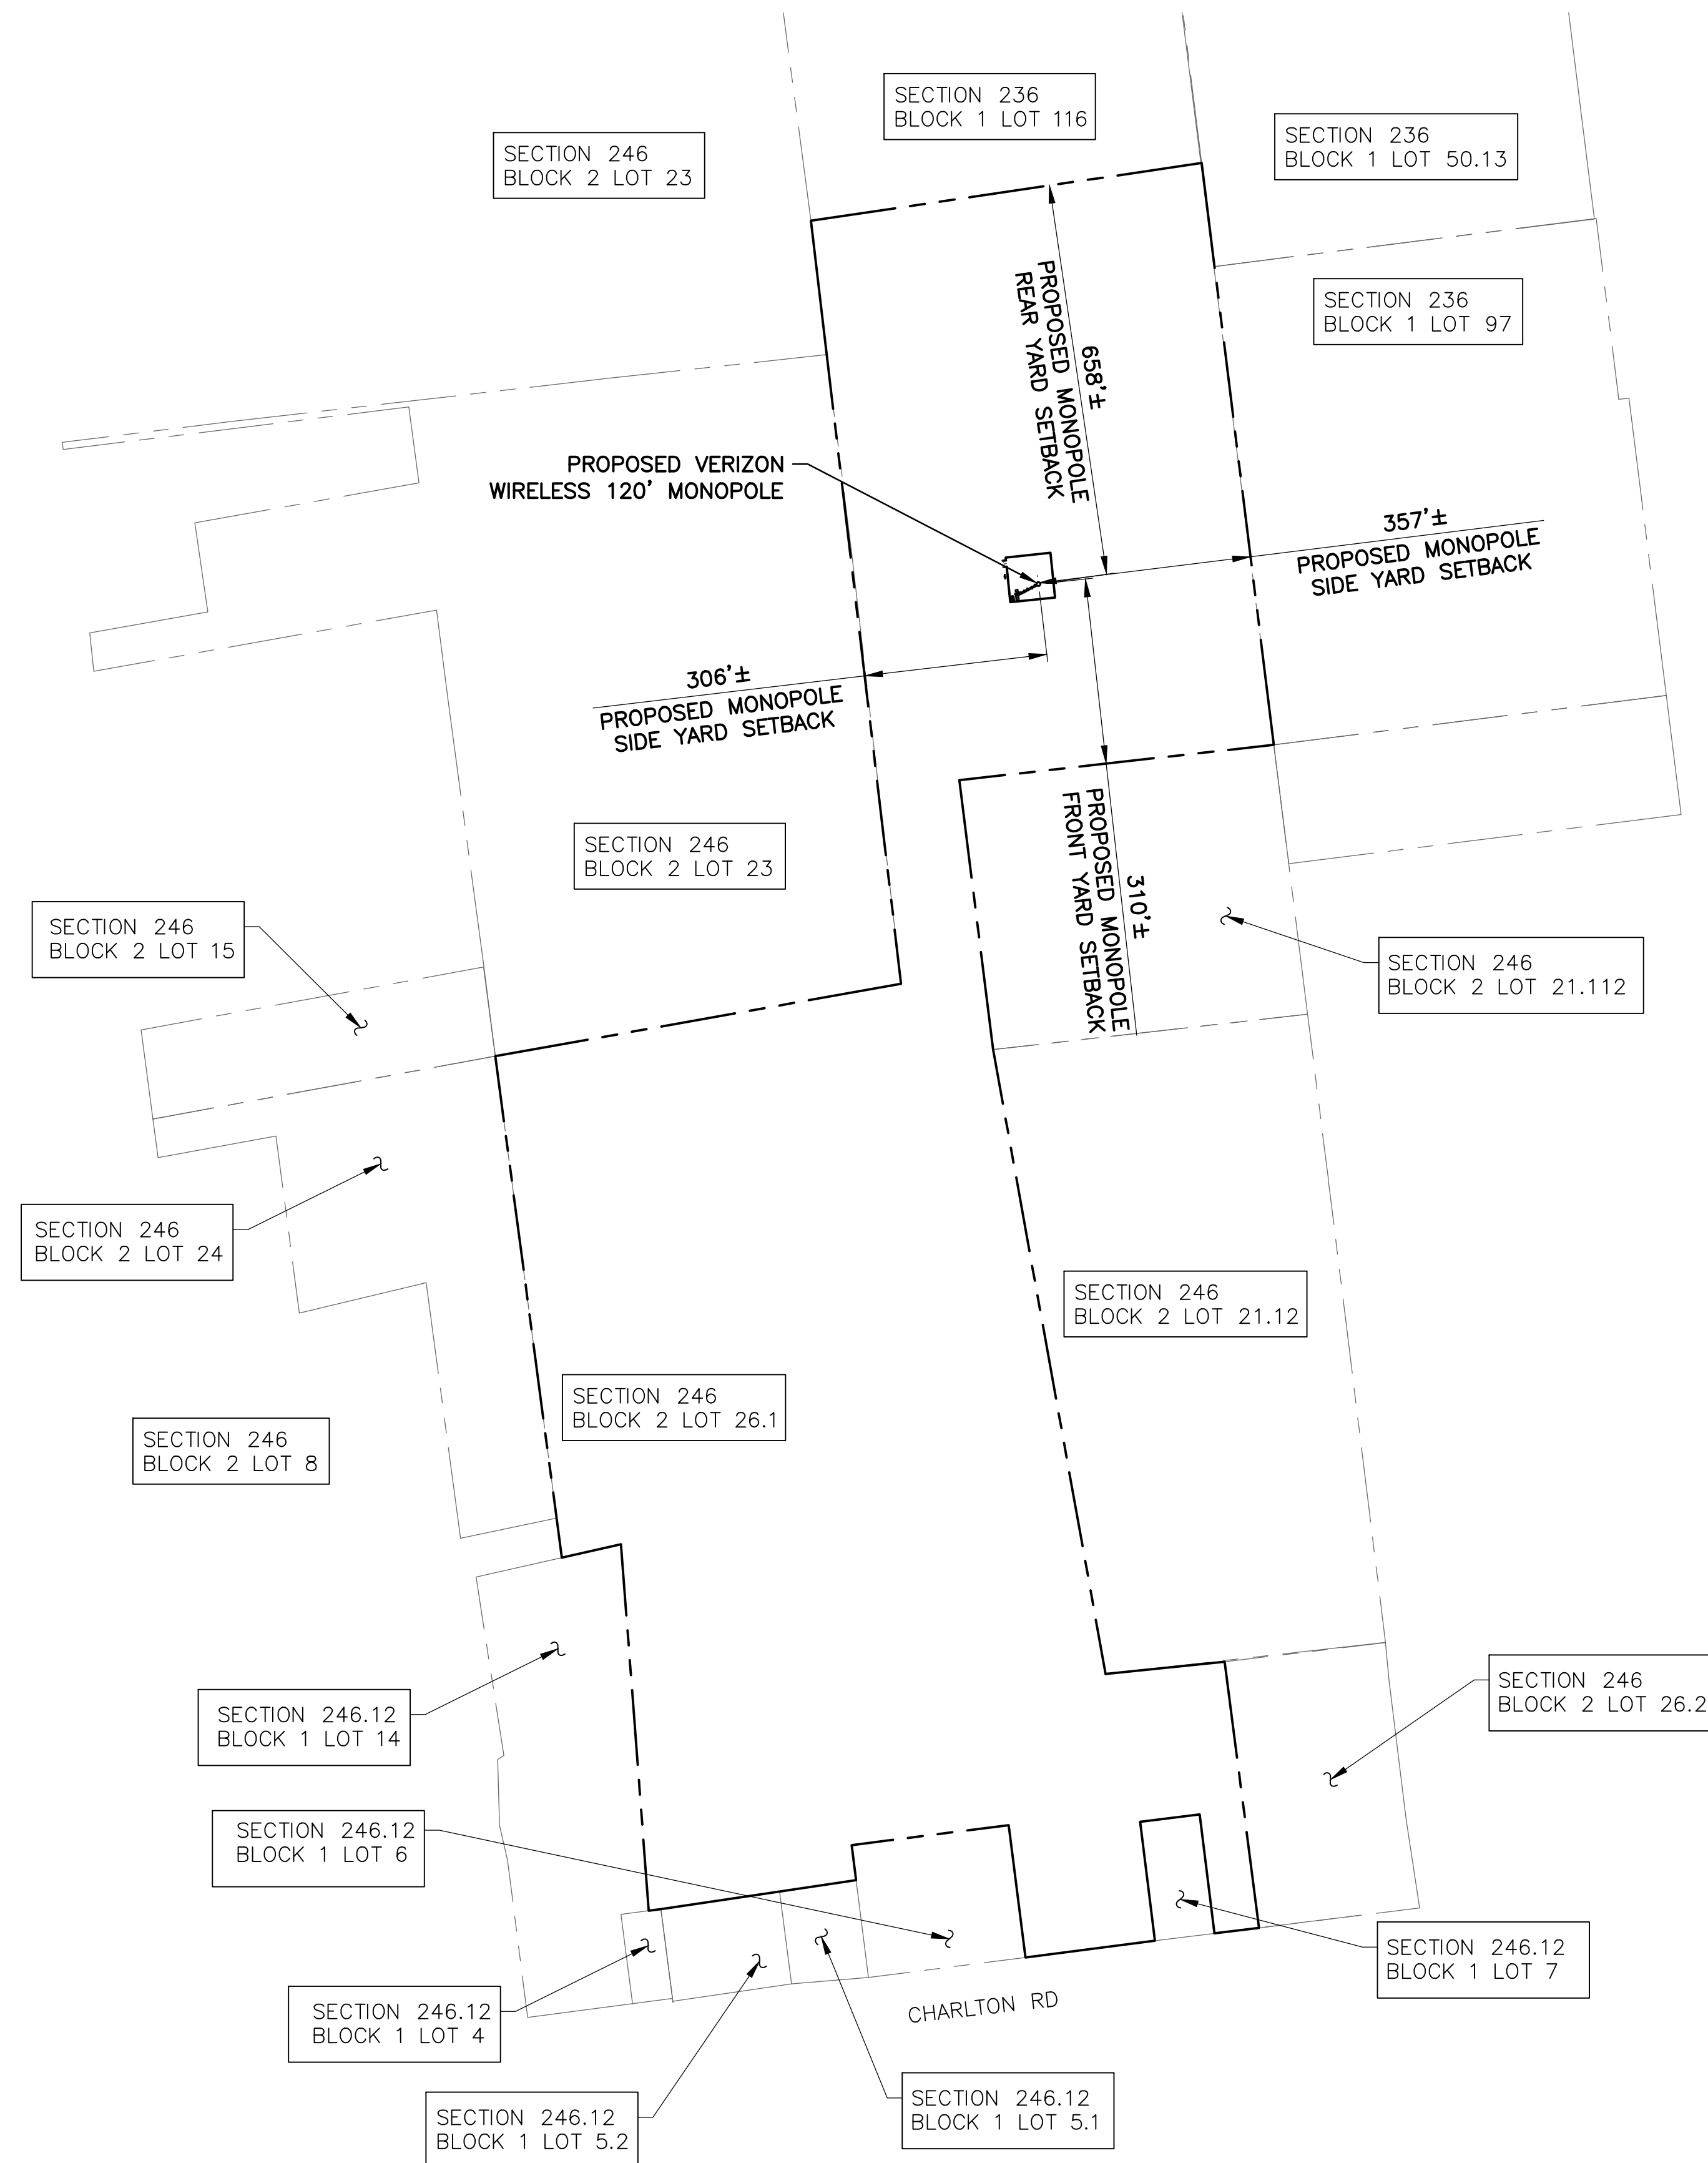 SECTION 236
BLOCK 1 LOT 116
SECTION 236
BLOCK 1 LOT 50.13
SECTION 246
BLOCK 2 LOT 23
SECTION 236
BLOCK 1 LOT 97
658'±
PROPOSED MONOPOLE
REAR YARD SETBACK
PROPOSED VERIZON
WIRELESS 120' MONOPOLE
357'±
PROPOSED MONOPOLE
SIDE YARD SETBACK
306'±
PROPOSED MONOPOLE
SIDE YARD SETBACK
310'±
PROPOSED MONOPOLE
FRONT YARD SETBACK
SECTION 246
BLOCK 2 LOT 23
SECTION 246
BLOCK 2 LOT 15
SECTION 246
BLOCK 2 LOT 21.112
SECTION 246
BLOCK 2 LOT 24
SECTION 246
BLOCK 2 LOT 21.12
SECTION 246
BLOCK 2 LOT 26.1
SECTION 246
BLOCK 2 LOT 8
SECTION 246
BLOCK 2 LOT 26.2
SECTION 246.12
BLOCK 1 LOT 14
SECTION 246.12
BLOCK 1 LOT 6
SECTION 246.12
BLOCK 1 LOT 7
SECTION 246.12
BLOCK 1 LOT 4
CHARLTON RD
SECTION 246.12
BLOCK 1 LOT 5.1
SECTION 246.12
BLOCK 1 LOT 5.2